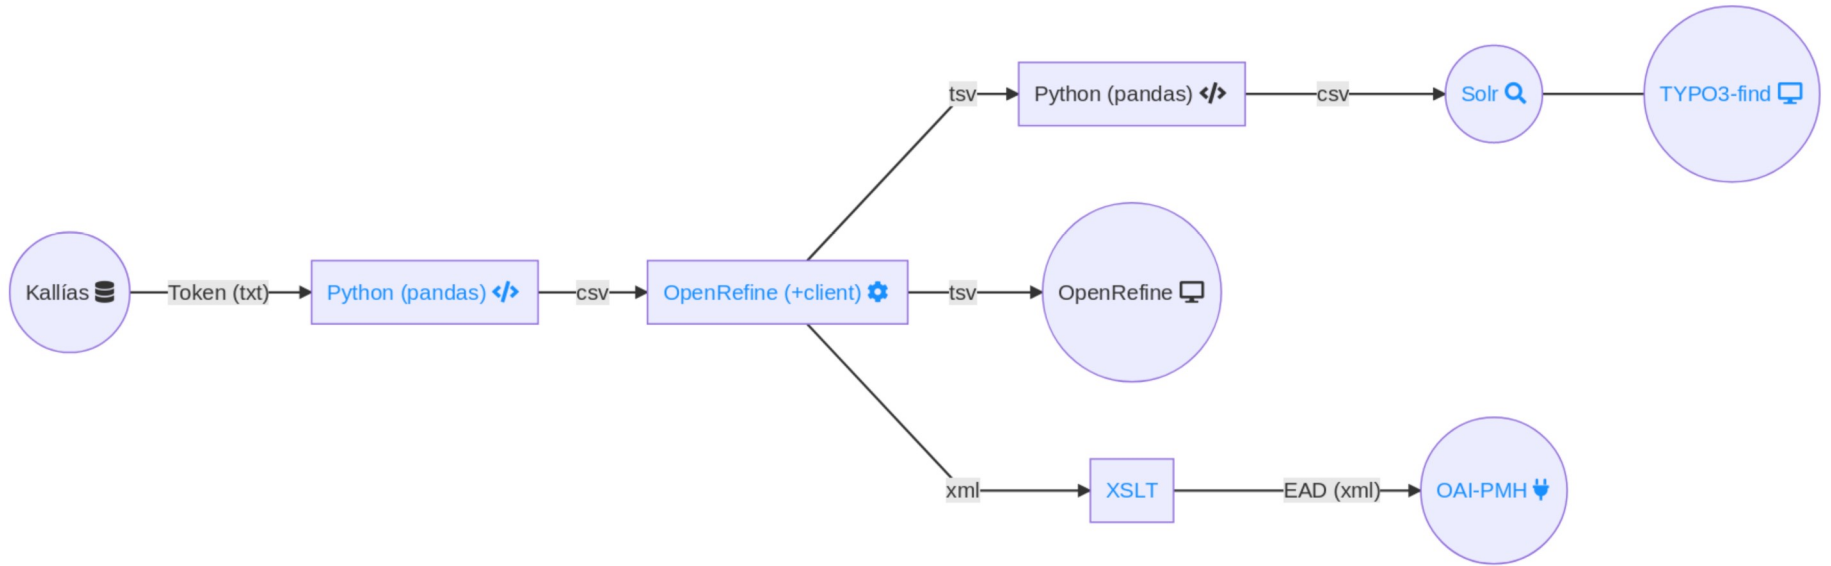 tsv
Python (pandas)
csv
Solr
TYPO3-find
Kallías
Token (txt)
Python (pandas)
csv
OpenRefine (+client)
tsv
OpenRefine
xml
XSLT
EAD (xml)
OAI-PMH